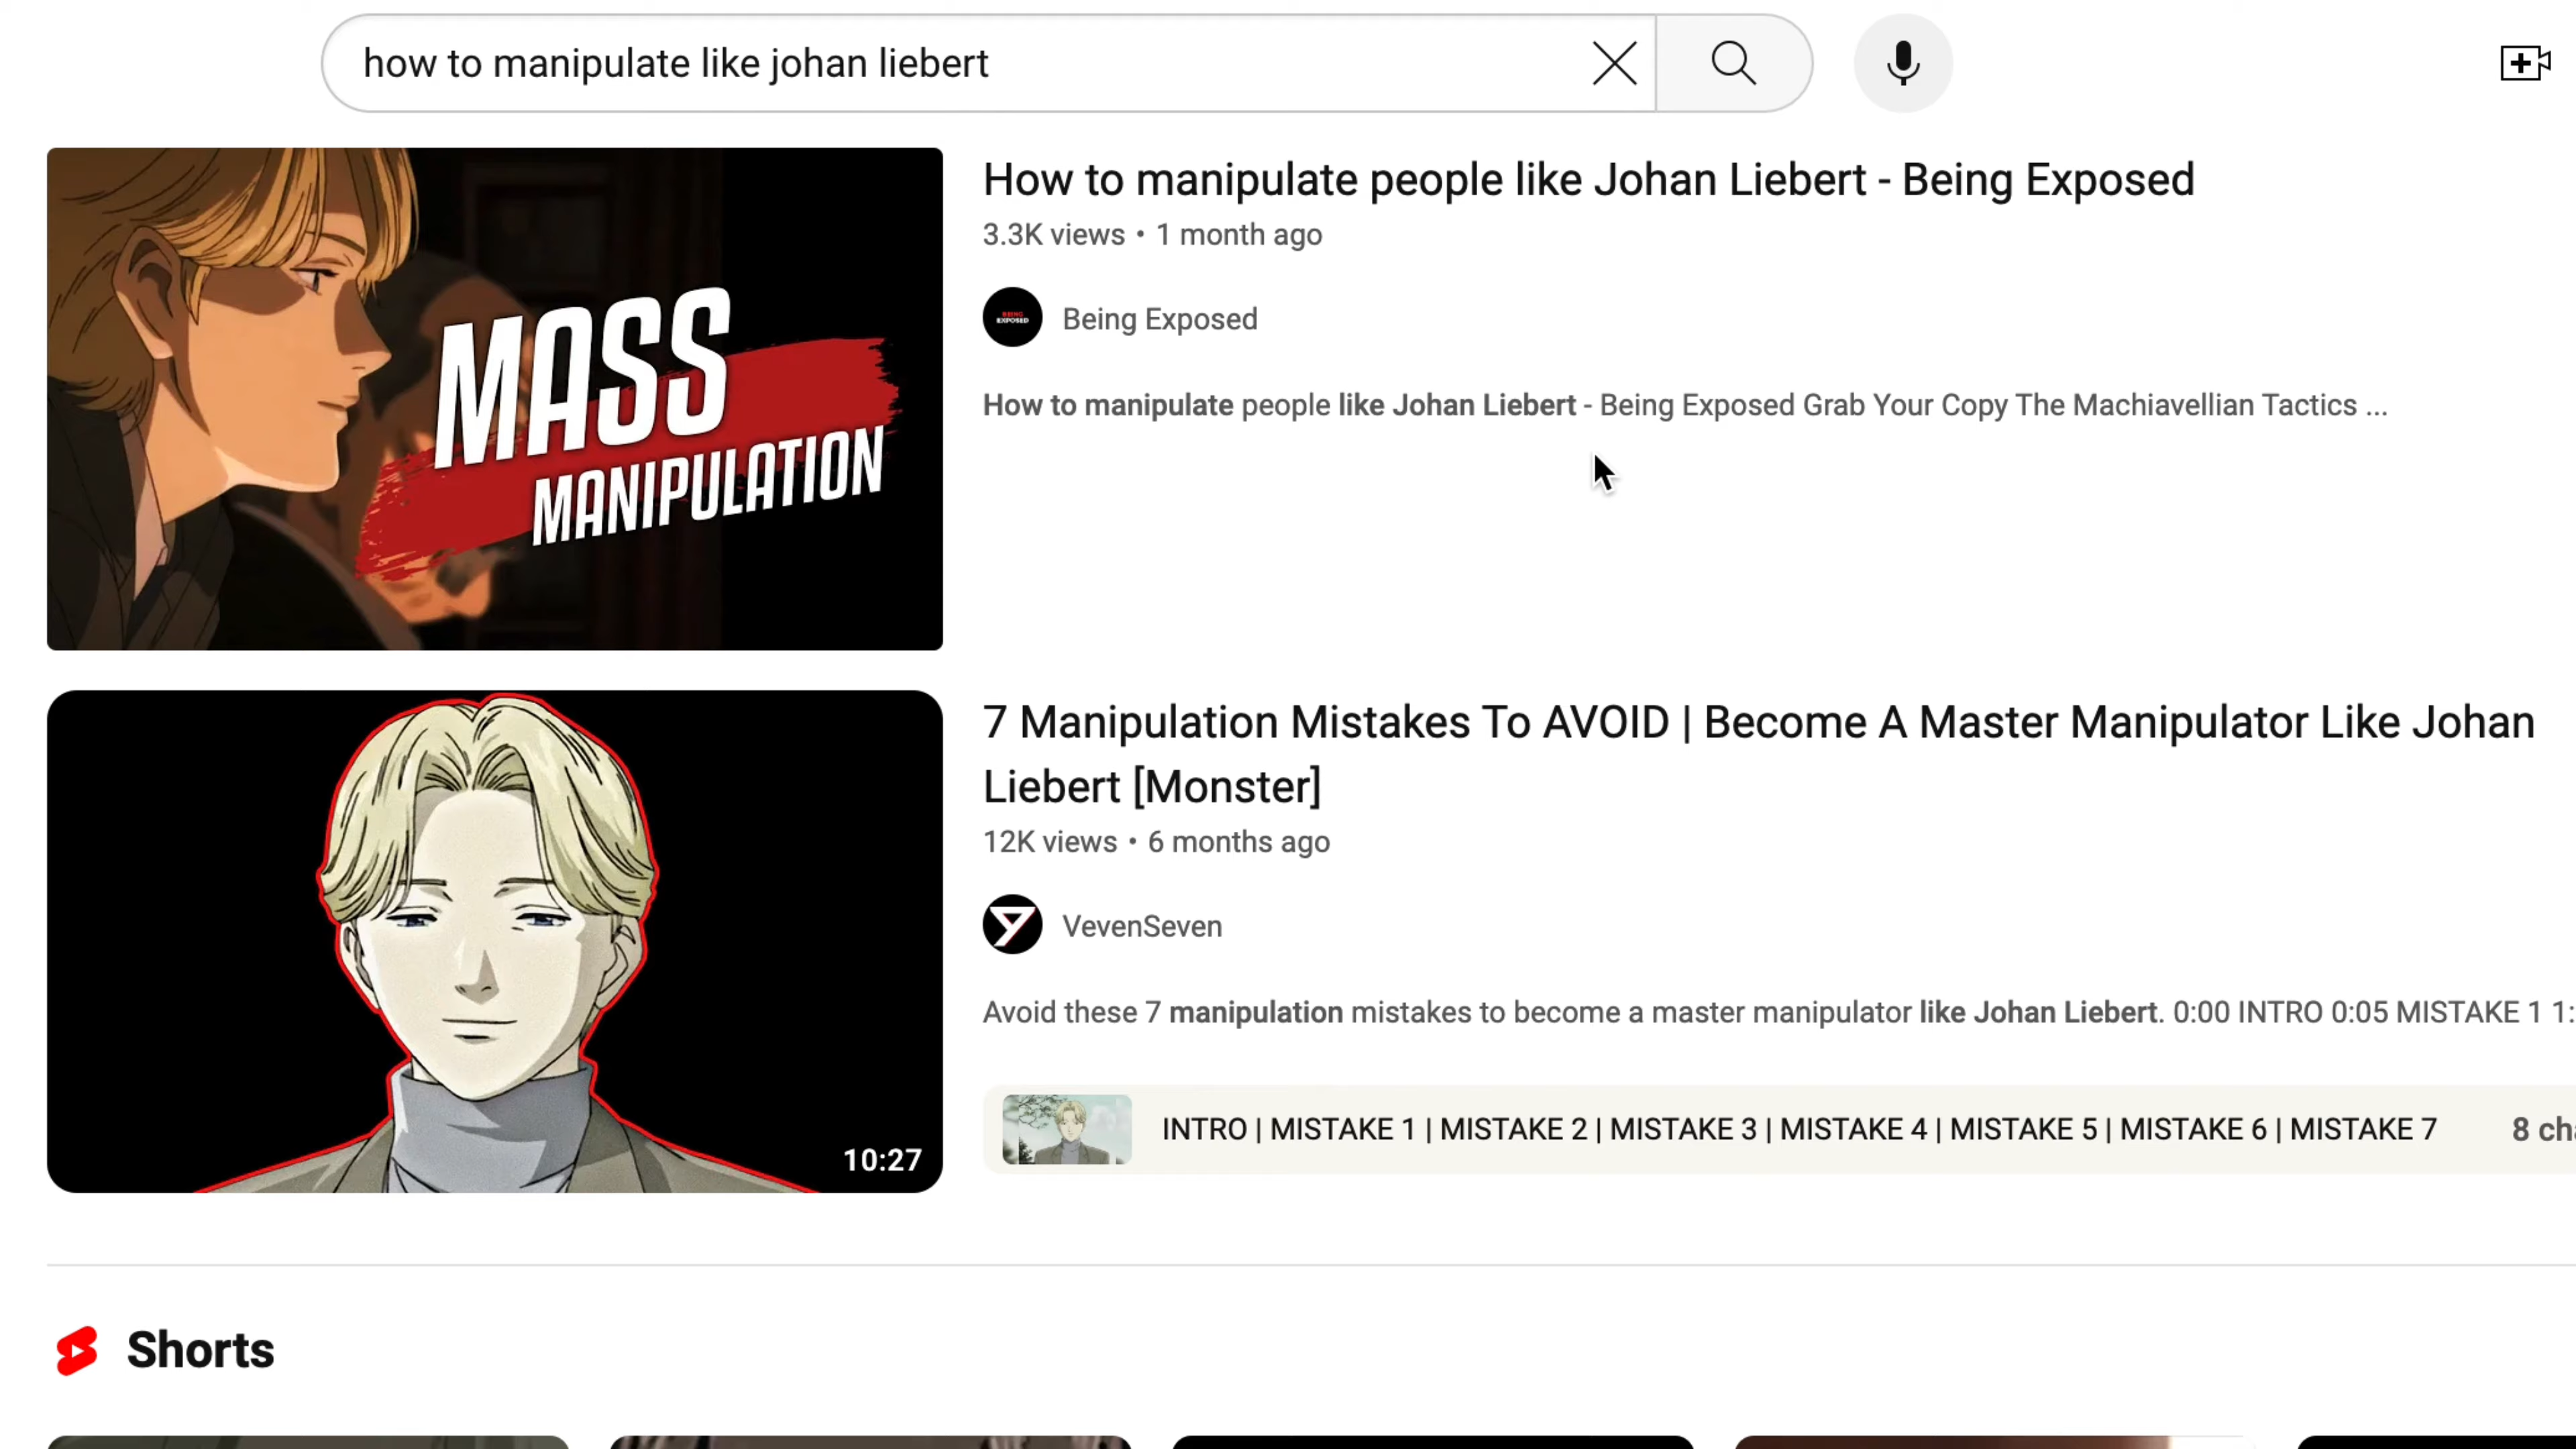 how to manipulate like johan liebert
MASS
MANIPULATION
How to manipulate people like Johan Liebert - Being Exposed
3.3K views • 1 month ago
BEING
EXPOSED
Being Exposed
How to manipulate people like Johan Liebert - Being Exposed Grab Your Copy The Machiavellian Tactics ...
10:27
7 Manipulation Mistakes To AVOID | Become A Master Manipulator Like Johan
Liebert [Monster]
12K views • 6 months ago
VevenSeven
Avoid these 7 manipulation mistakes to become a master manipulator like Johan Liebert. 0:00 INTRO 0:05 MISTAKE 1 1:
INTRO | MISTAKE 1 | MISTAKE 2 | MISTAKE 3 | MISTAKE 4 | MISTAKE 5 | MISTAKE 6 | MISTAKE 7 8 ch
Shorts